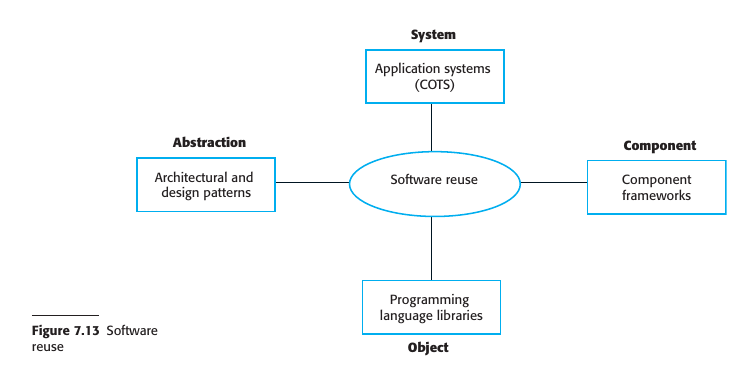 System
Application systems
(COTS)
Abstraction
Architectural and
design patterns
Software reuse
Component
Component
frameworks
Programming
language libraries
Object
Figure 7.13 Software
reuse